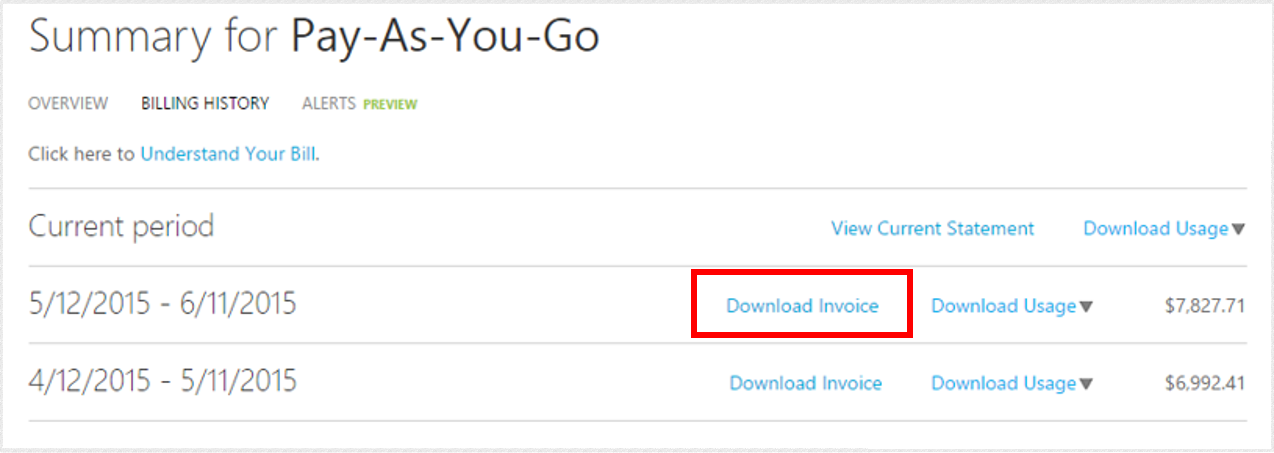 Summary for Pay-As-You-Go
OVERVIEW BILLING HISTORY ALERTS PREVIEW
Click here to Understand Your Bill.
Current period View Current Statement Download Usage▼
5/12/2015 - 6/11/2015 Download Invoice Download Usage▼ $7,827.71
4/12/2015 - 5/11/2015 Download Invoice Download Usage▼ $6,992.41